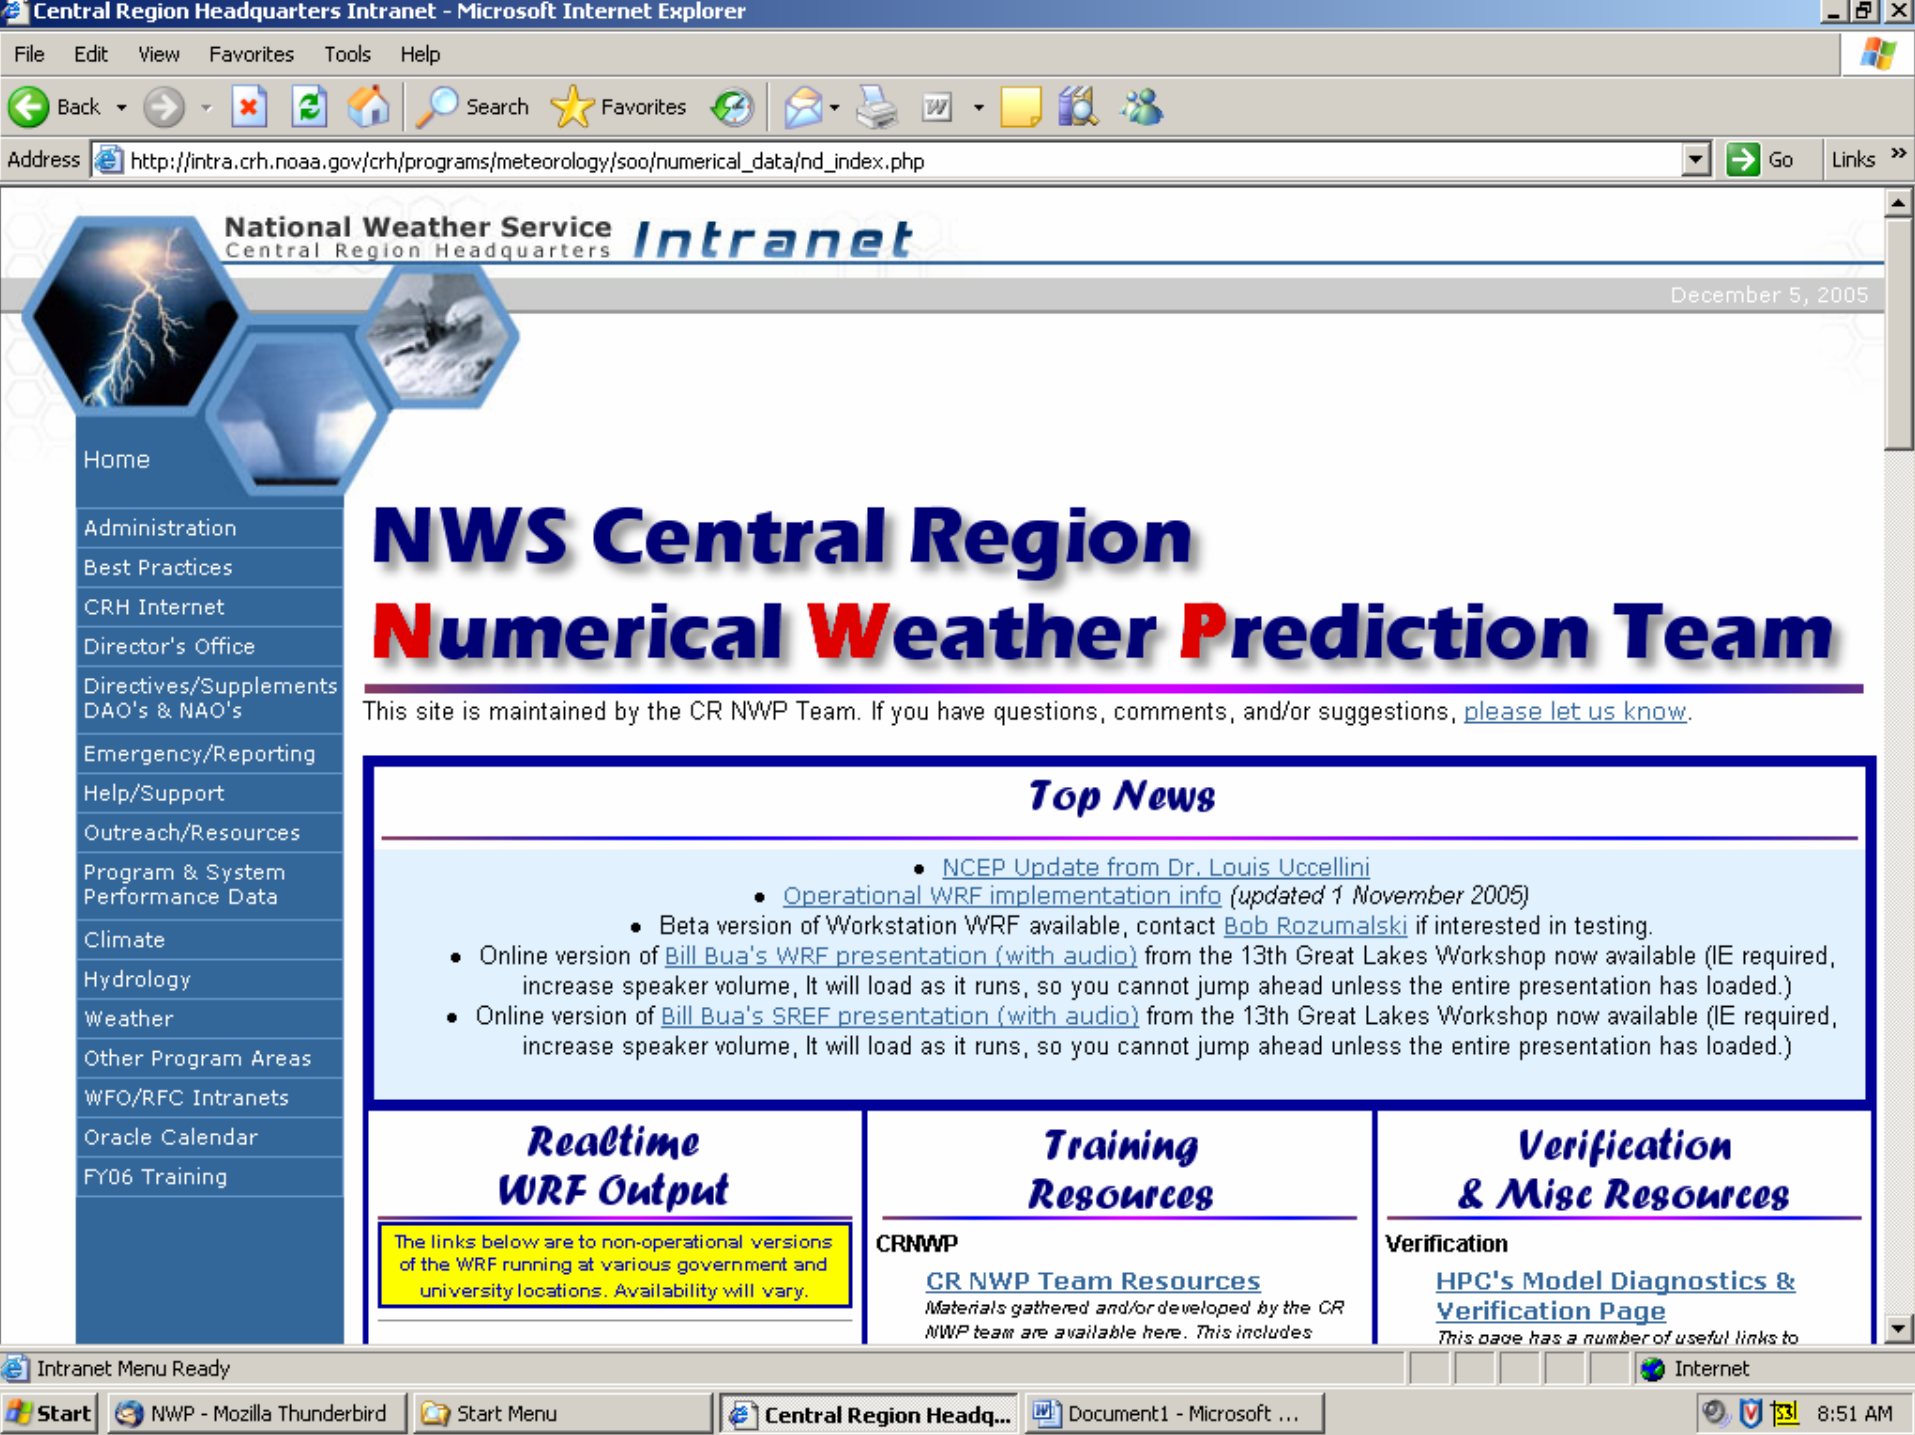 Central Region Headquarters Intranet - Microsoft Internet Explorer
File Edit View Favorites Tools Help
Back Search Favorites
Address http://intra.crh.noaa.gov/crh/programs/meteorology/soo/numerical_data/nd_index.php Go Links »
National Weather Service
Central Region Headquarters
Intranet
December 5, 2005
Home
Administration
Best Practices
CRH Internet
Director's Office
Directives/Supplements
DAO's & NAO's
Emergency/Reporting
Help/Support
Outreach/Resources
Program & System
Performance Data
Climate
Hydrology
Weather
Other Program Areas
WFO/RFC Intranets
Oracle Calendar
FY06 Training
NWS Central Region
Numerical Weather Prediction Team
This site is maintained by the CR NWP Team. If you have questions, comments, and/or suggestions, please let us know.
Top News
• NCEP Update from Dr. Louis Uccellini
• Operational WRF implementation info (updated 1 November 2005)
• Beta version of Workstation WRF available, contact Bob Rozumalski if interested in testing.
• Online version of Bill Bua's WRF presentation (with audio) from the 13th Great Lakes Workshop now available (IE required,
increase speaker volume, It will load as it runs, so you cannot jump ahead unless the entire presentation has loaded.)
• Online version of Bill Bua's SREF presentation (with audio) from the 13th Great Lakes Workshop now available (IE required,
increase speaker volume, It will load as it runs, so you cannot jump ahead unless the entire presentation has loaded.)
Realtime
WRF Output
The links below are to non-operational versions
of the WRF running at various government and
university locations. Availability will vary.
Training
Resources
CRNWP
CR NWP Team Resources
Materials gathered and/or developed by the CR
NWP team are available here. This includes
Verification
& Misc Resources
Verification
HPC's Model Diagnostics &
Verification Page
This page has a number of useful links to
Intranet Menu Ready Internet
Start NWP - Mozilla Thunderbird Start Menu Central Region Headq... Document1 - Microsoft ... 8:51 AM